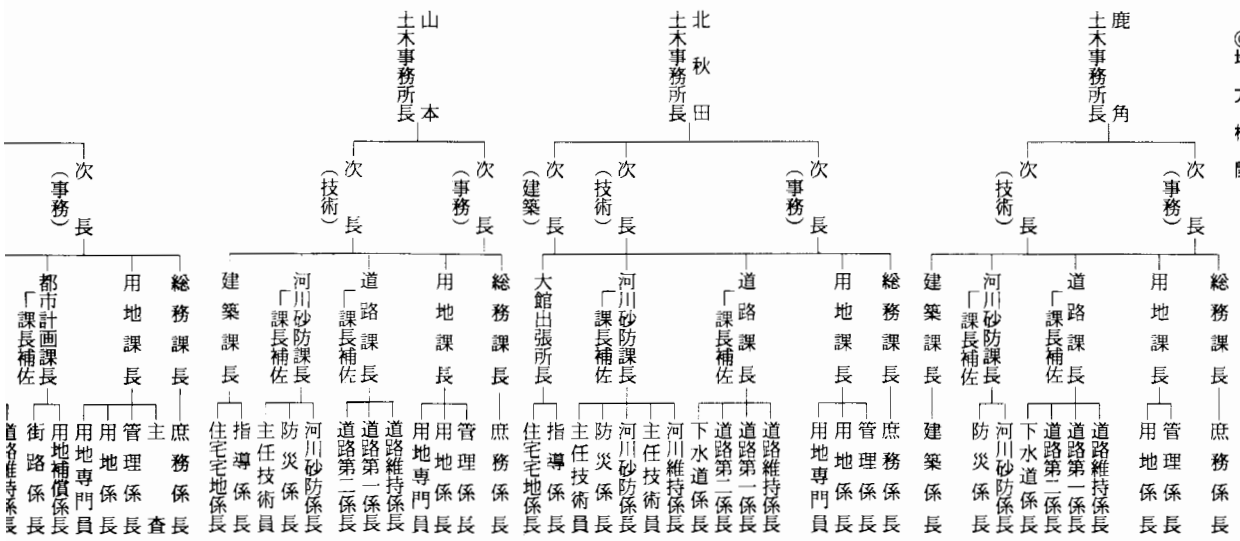 鹿角
土木事務所長
次長
(事務)
総務課長
庶務係長
用地課長
管理係長
用地係長
次長
(技術)
道路課長
課長補佐
道路維持係長
道路第一係長
道路第二係長
下水道係長
河川砂防課長
課長補佐
河川砂防係長
防災係長
建築課長
建築係長
北秋田
土木事務所長
次長
(事務)
総務課長
庶務係長
用地課長
管理係長
用地係長
用地専門員
道路課長
課長補佐
道路維持係長
道路第一係長
道路第二係長
下水道係長
次長
(技術)
河川砂防課長
課長補佐
河川維持係長
主任技術員
河川砂防係長
防災係長
主任技術員
次長
(建築)
大館出張所長
指導係長
住宅宅地係長
山本
土木事務所長
次長
(事務)
総務課長
庶務係長
用地課長
管理係長
用地係長
用地専門員
次長
(技術)
道路課長
課長補佐
道路維持係長
道路第一係長
道路第二係長
河川砂防課長
課長補佐
河川砂防係長
防災係長
主任技術員
建築課長
指導係長
住宅宅地係長
次長
(事務)
総務課長
庶務係長
用地課長
主査
管理係長
用地係長
用地専門員
都市計画課長
課長補佐
用地補償係長
街路係長
道路維持係長